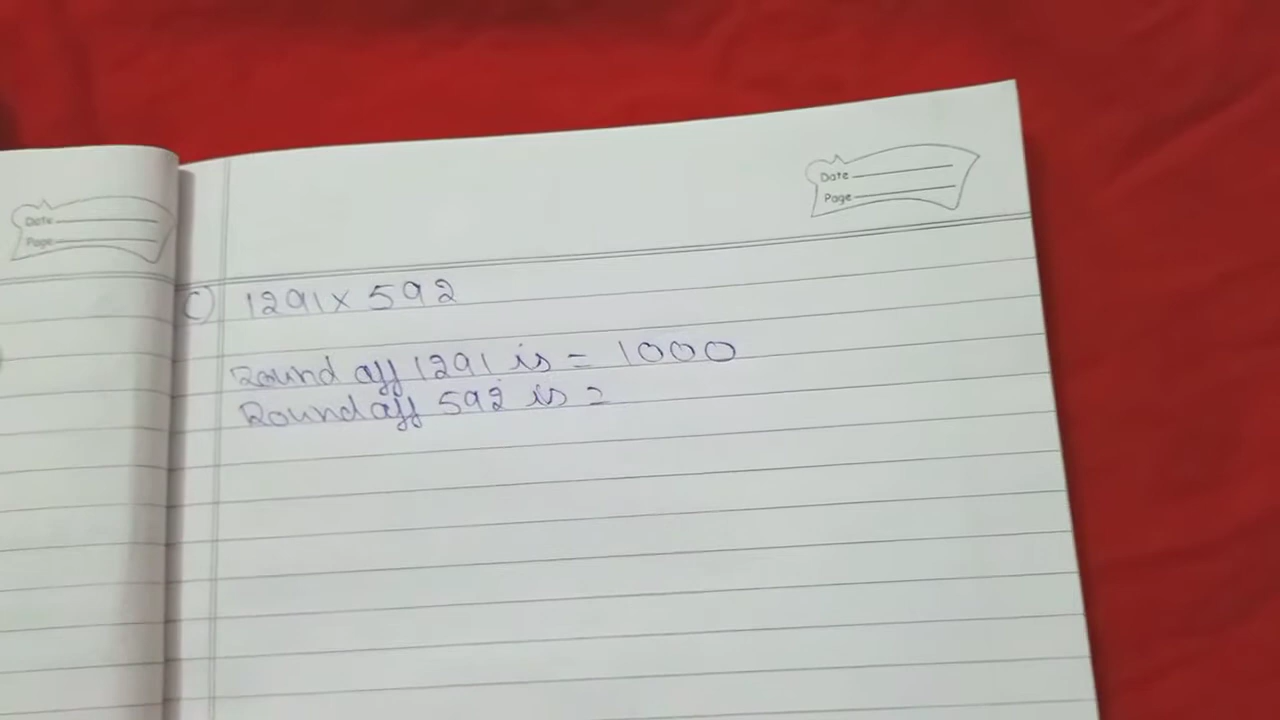 Date
Page
Date
Page
C) 1291 x 592
Round off 1291 is = 1000
Round off 592 is =